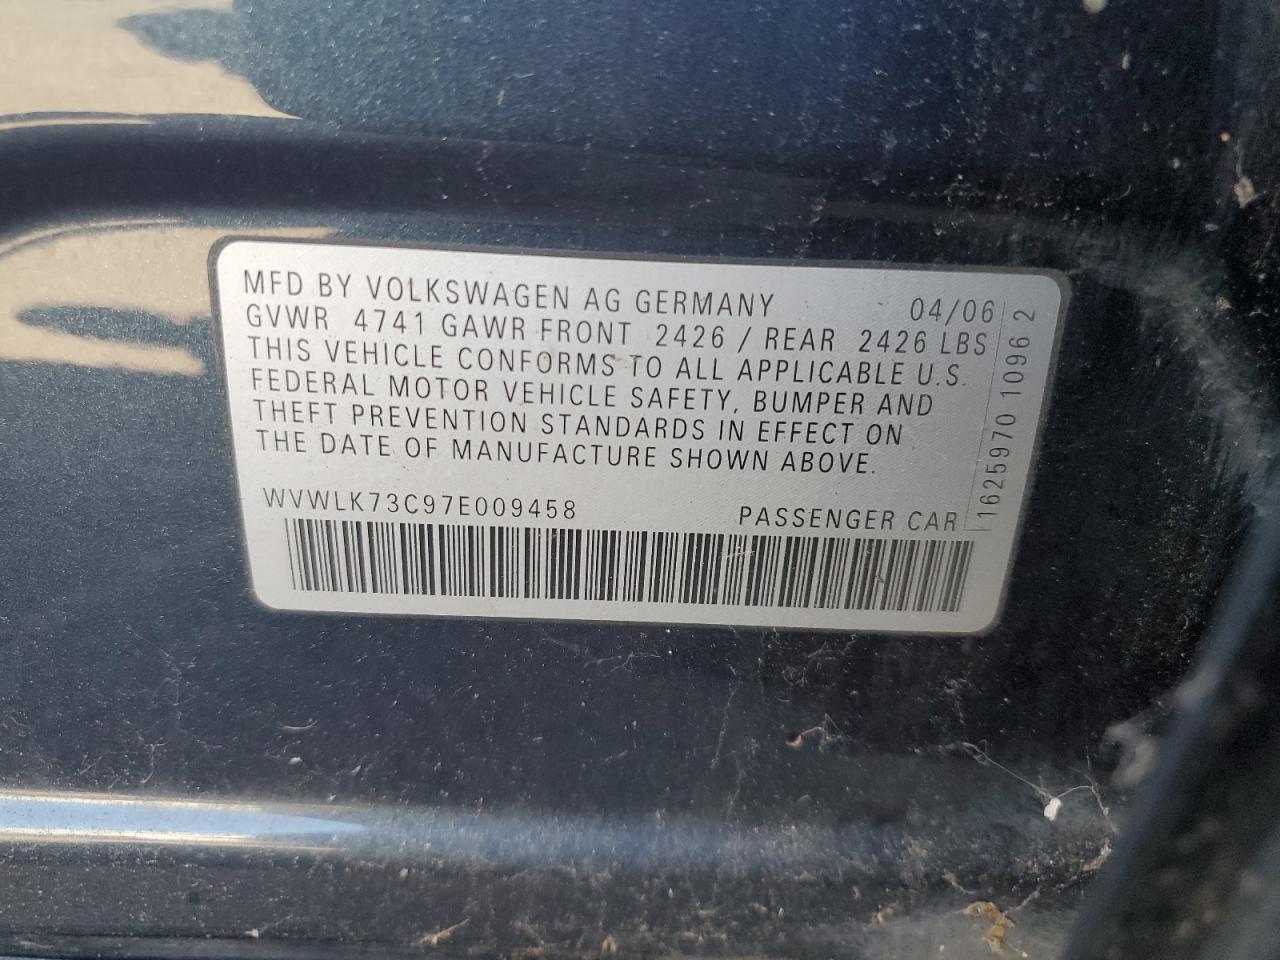 MFD BY VOLKSWAGEN AG GERMANY 04/06
GVWR 4741 GAWR FRONT 2426 / REAR 2426 LBS
THIS VEHICLE CONFORMS TO ALL APPLICABLE U.S.
FEDERAL MOTOR VEHICLE SAFETY, BUMPER AND
THEFT PREVENTION STANDARDS IN EFFECT ON
THE DATE OF MANUFACTURE SHOWN ABOVE.
WVWLK73C97E009458 PASSENGER CAR
1625970 1096 2